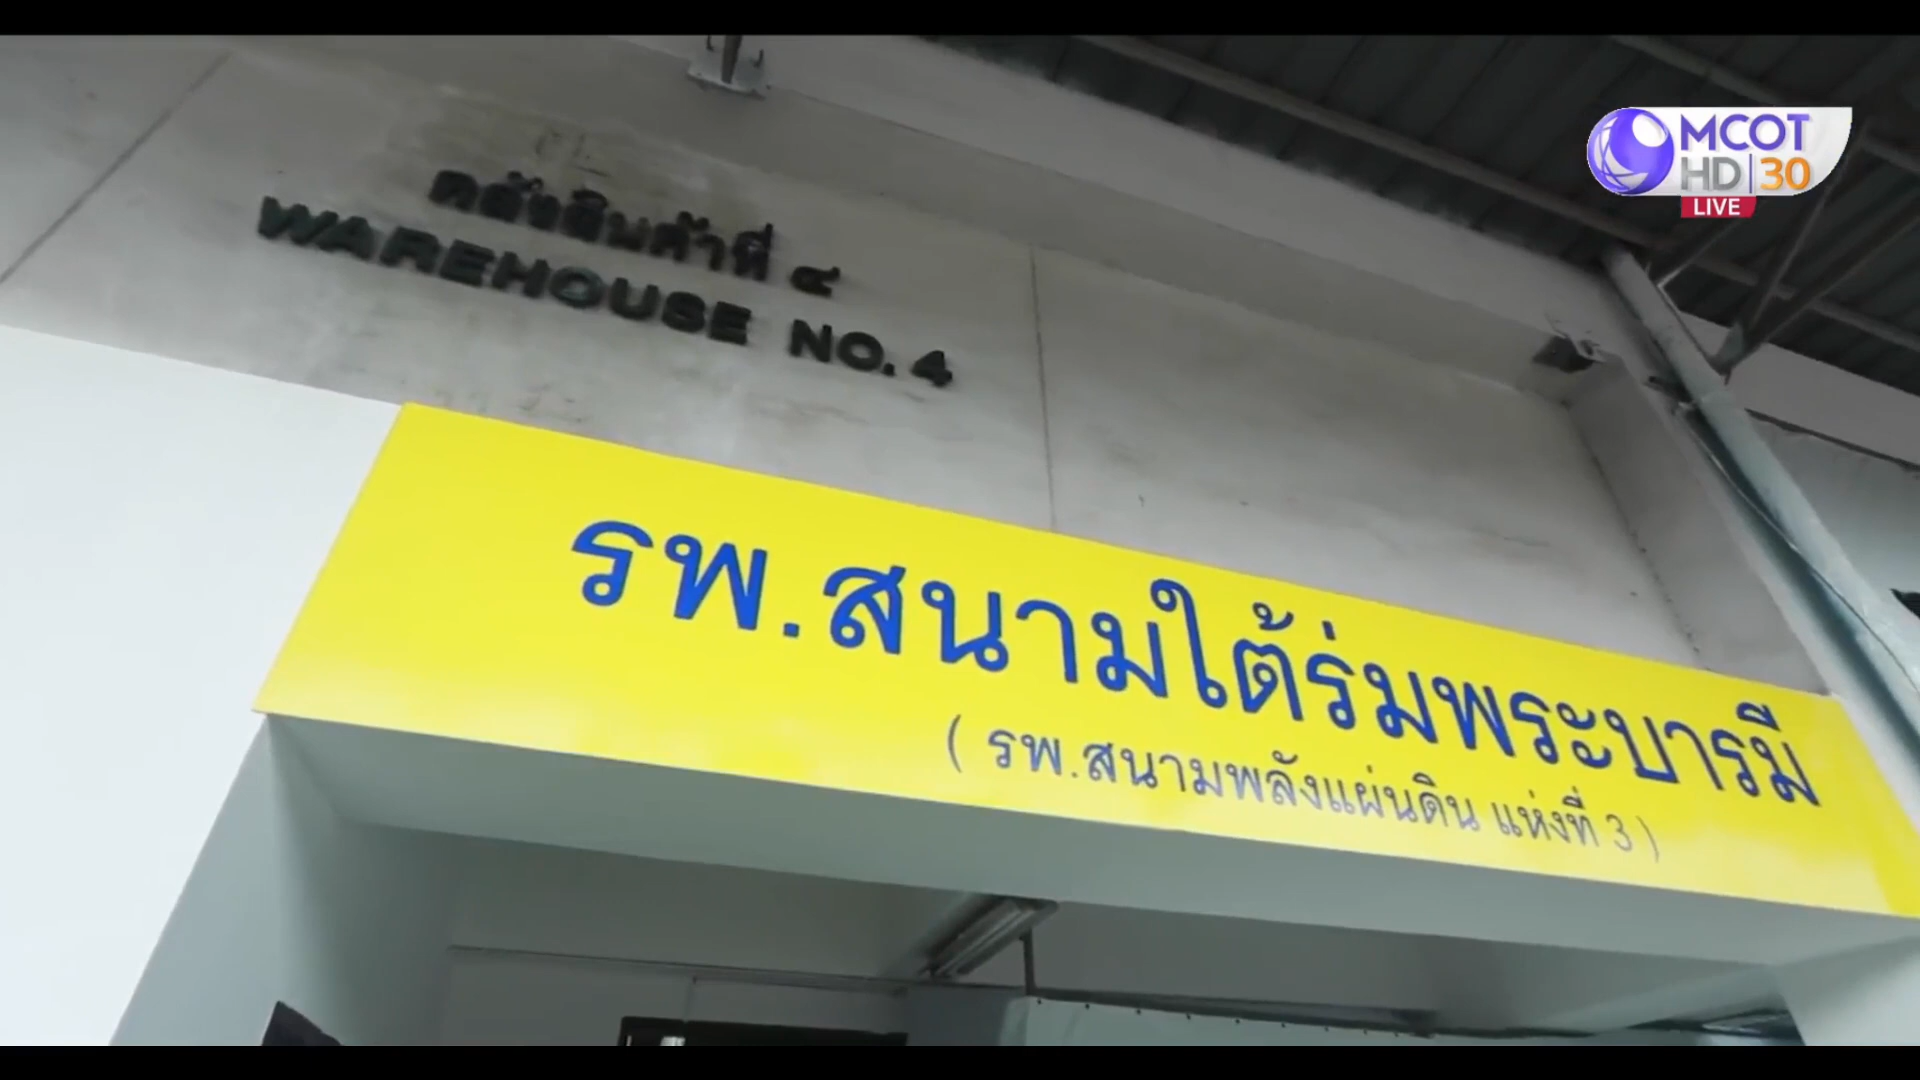 MCOT
HD|30
LIVE
คลังสินค้าที่ ๔
WAREHOUSE NO. 4
รพ.สนามใต้ร่มพระบารมี
( รพ.สนามพลังแผ่นดิน แห่งที่ 3 )